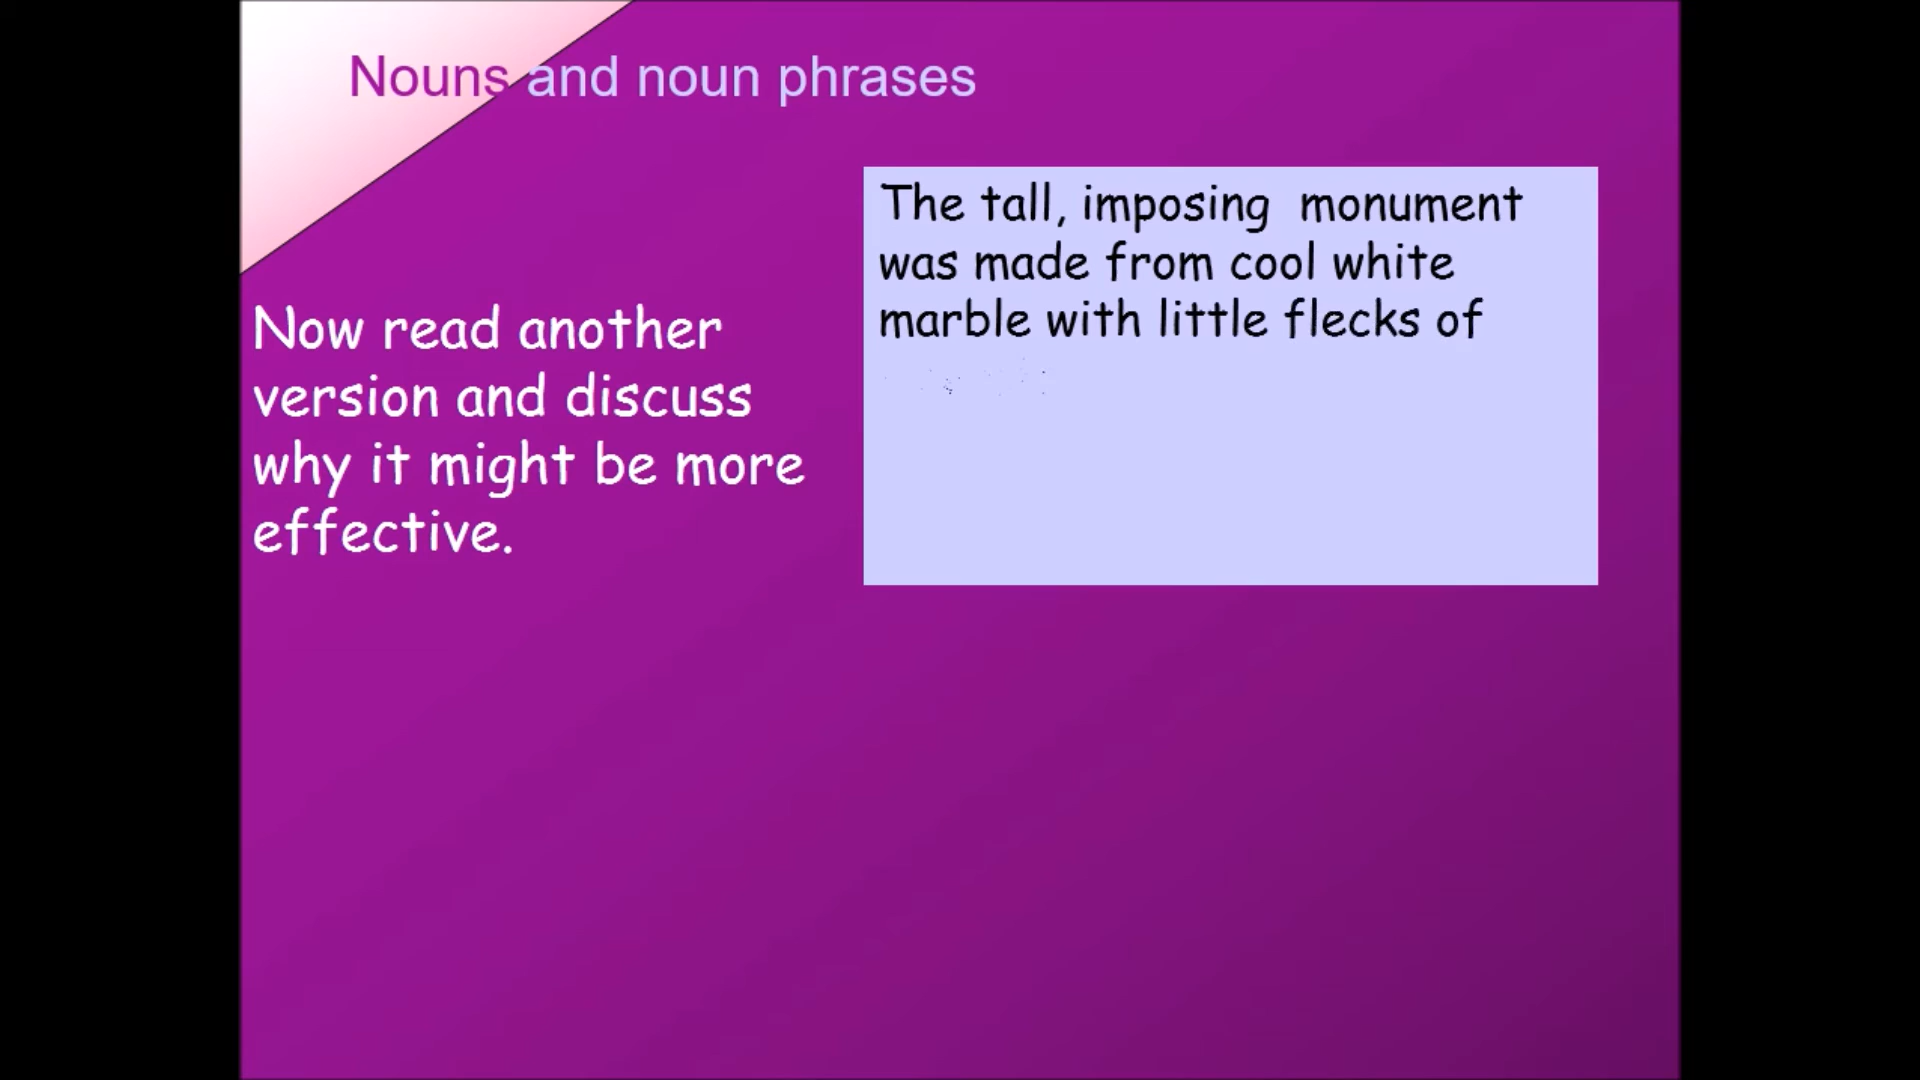 Nouns and noun phrases
Now read another
version and discuss
why it might be more
effective.
The tall, imposing  monument
was made from cool white
marble with little flecks of